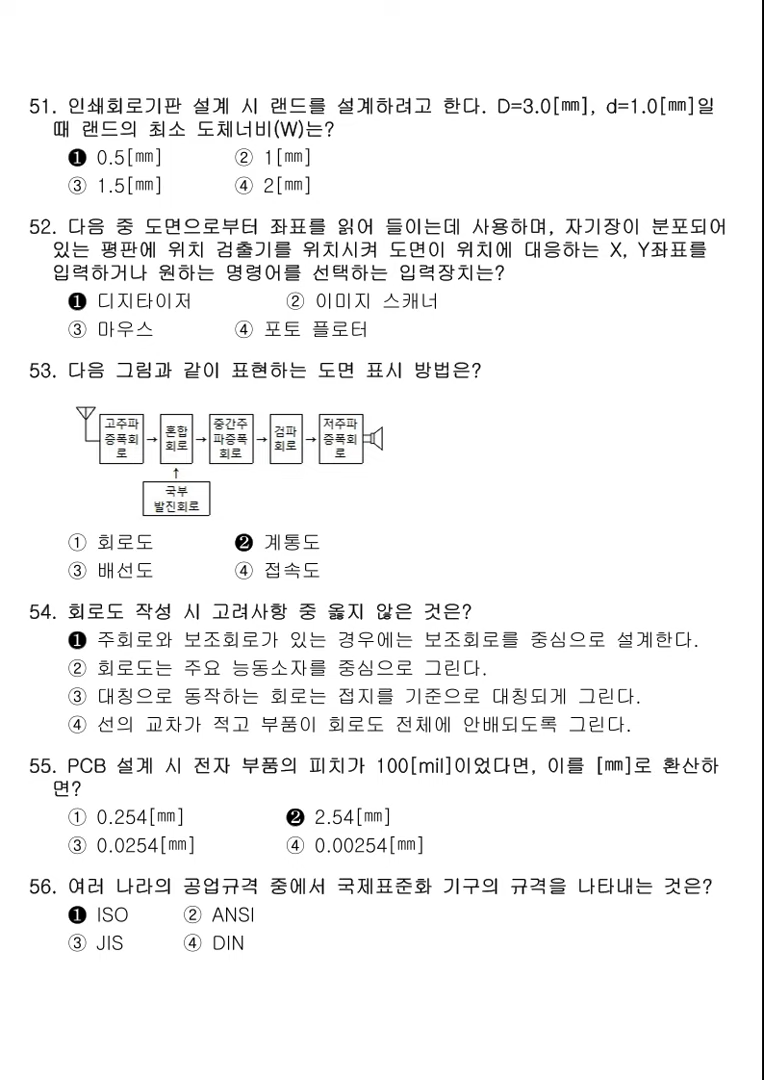 51. 인쇄회로기판 설계 시 랜드를 설계하려고 한다. D=3.0[㎜], d=1.0[㎜]일
때 랜드의 최소 도체너비(W)는?
❶ 0.5[㎜] ② 1[㎜]
③ 1.5[㎜] ④ 2[㎜]
52. 다음 중 도면으로부터 좌표를 읽어 들이는데 사용하며, 자기장이 분포되어
있는 평판에 위치 검출기를 위치시켜 도면이 위치에 대응하는 X, Y좌표를
입력하거나 원하는 명령어를 선택하는 입력장치는?
❶ 디지타이저 ② 이미지 스캐너
③ 마우스 ④ 포토 플로터
53. 다음 그림과 같이 표현하는 도면 표시 방법은?
고주파
증폭회
로
→
혼합
회로
→
중간주
파증폭
회로
→
검파
회로
→
저주파
증폭회
로
↑
국부
발진회로
① 회로도 ❷ 계통도
③ 배선도 ④ 접속도
54. 회로도 작성 시 고려사항 중 옳지 않은 것은?
❶ 주회로와 보조회로가 있는 경우에는 보조회로를 중심으로 설계한다.
② 회로도는 주요 능동소자를 중심으로 그린다.
③ 대칭으로 동작하는 회로는 접지를 기준으로 대칭되게 그린다.
④ 선의 교차가 적고 부품이 회로도 전체에 안배되도록 그린다.
55. PCB 설계 시 전자 부품의 피치가 100[mil]이었다면, 이를 [㎜]로 환산하
면?
① 0.254[㎜] ❷ 2.54[㎜]
③ 0.0254[㎜] ④ 0.00254[㎜]
56. 여러 나라의 공업규격 중에서 국제표준화 기구의 규격을 나타내는 것은?
❶ ISO ② ANSI
③ JIS ④ DIN